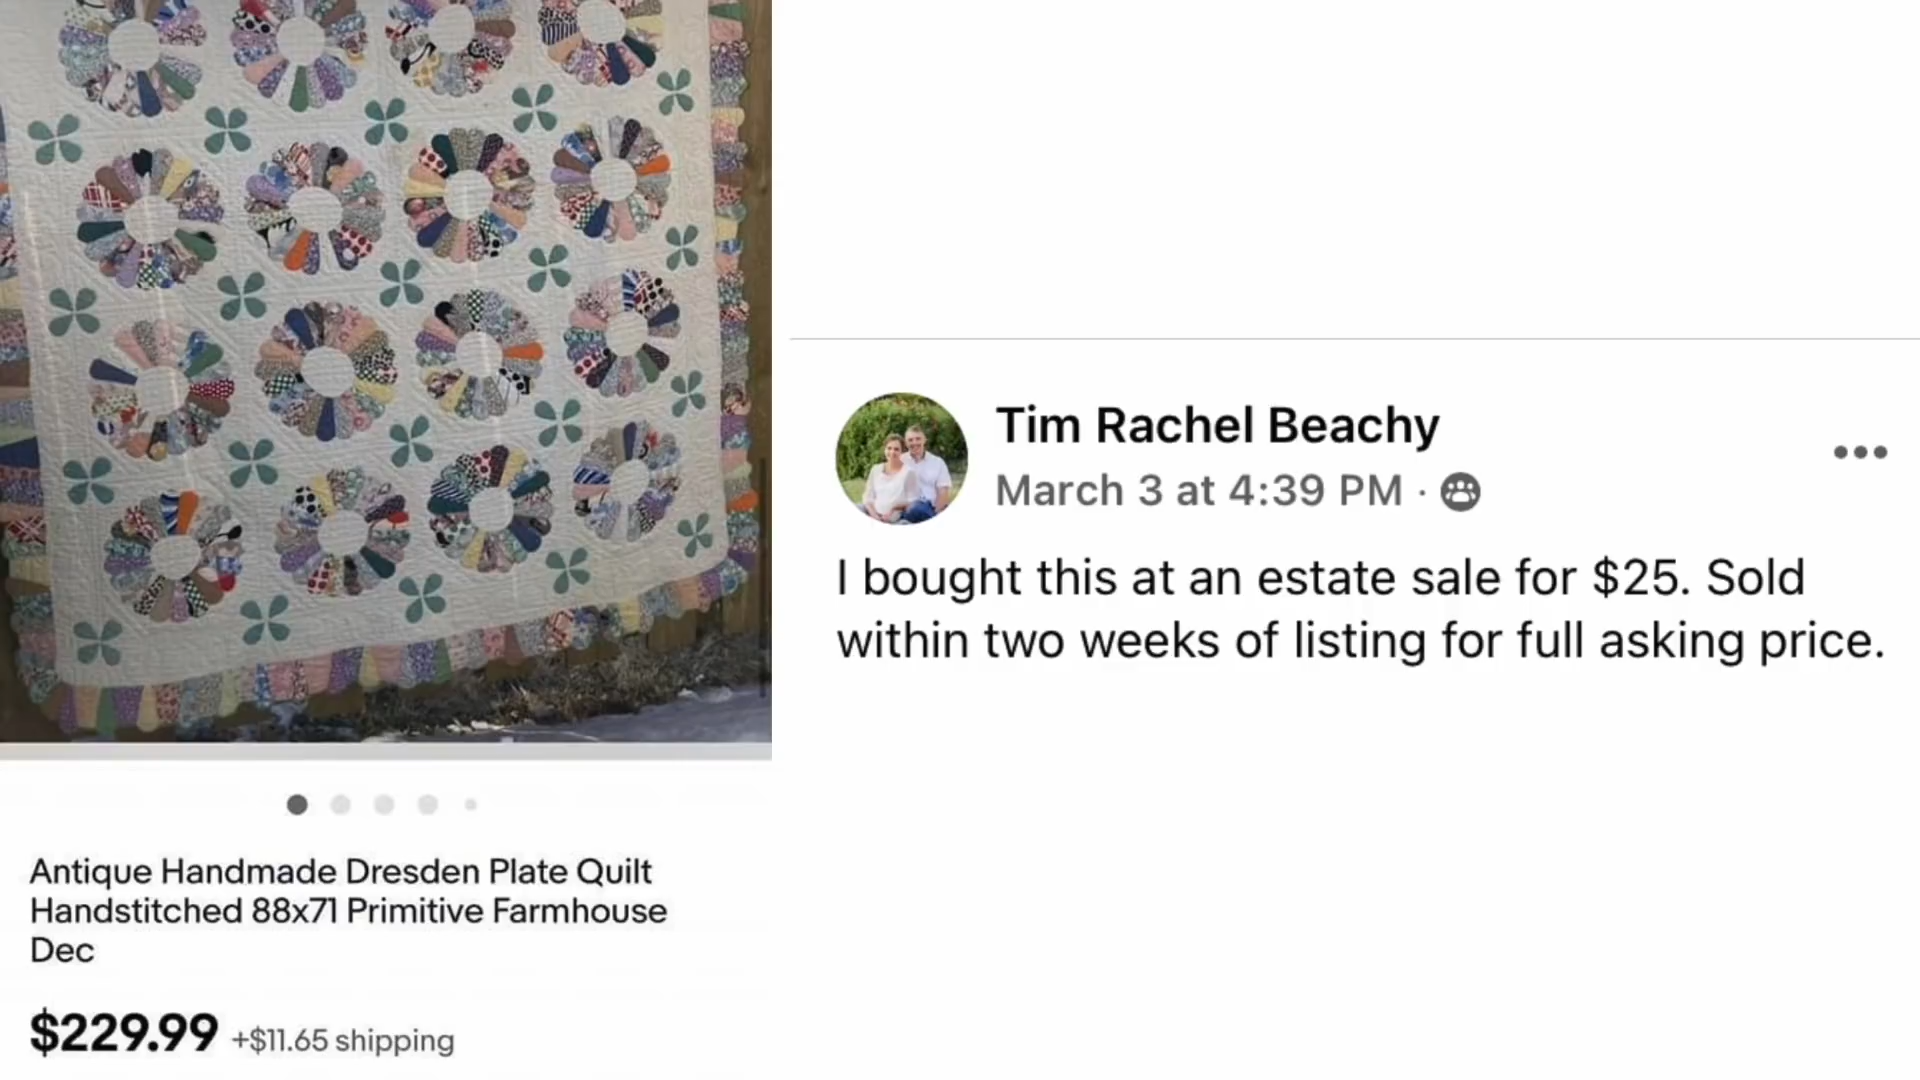 Antique Handmade Dresden Plate Quilt
Handstitched 88x71 Primitive Farmhouse
Dec
$229.99 +$11.65 shipping
Tim Rachel Beachy
March 3 at 4:39 PM ·
I bought this at an estate sale for $25. Sold
within two weeks of listing for full asking price.